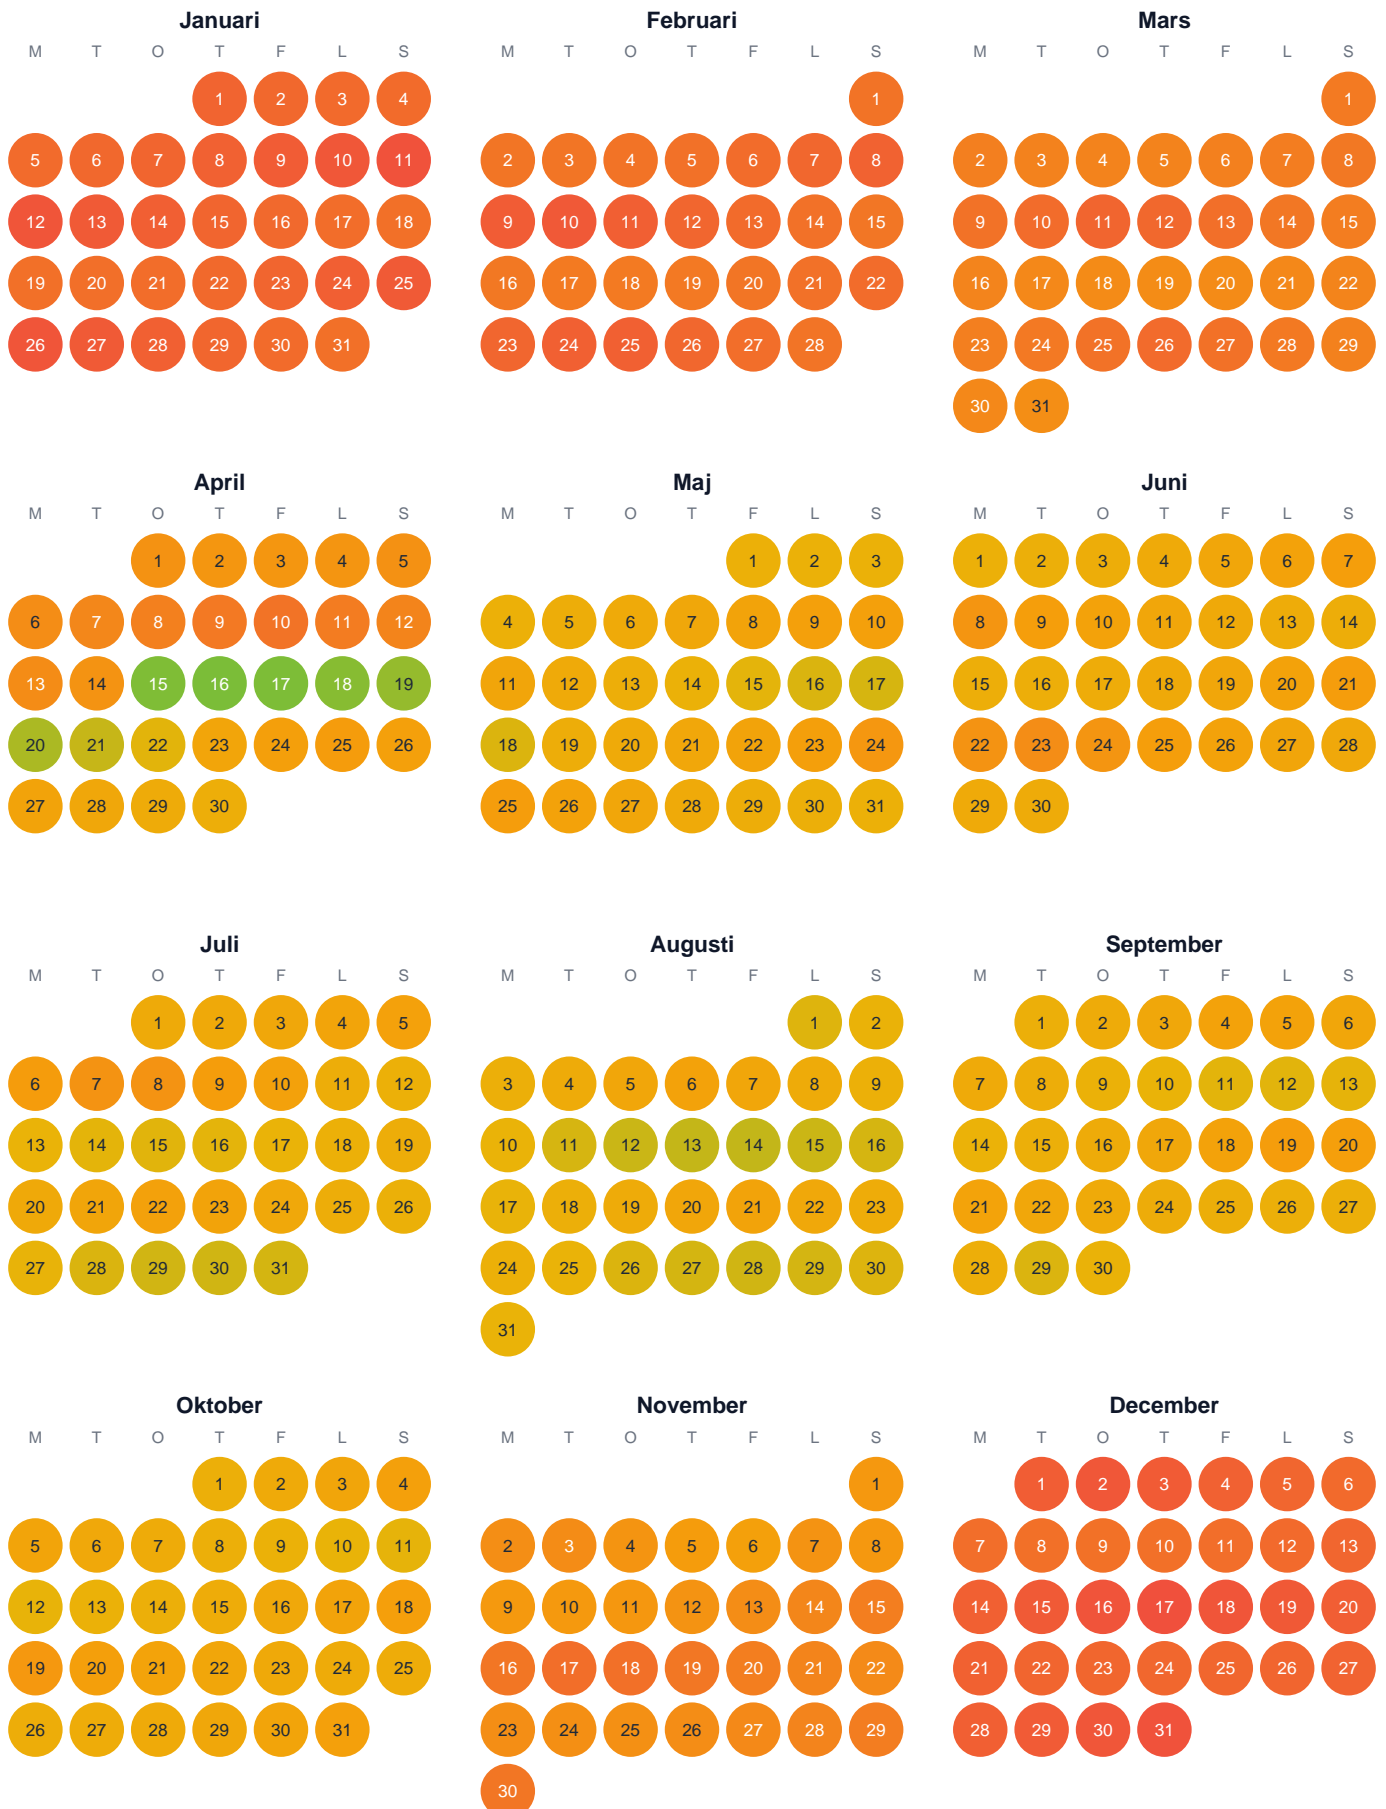 Januari Februari Mars
M T O T F L S M T O T F L S M T O T F L S
1 2 3 4 1 1
5 6 7 8 9 10 11 2 3 4 5 6 7 8 2 3 4 5 6 7 8
12 13 14 15 16 17 18 9 10 11 12 13 14 15 9 10 11 12 13 14 15
19 20 21 22 23 24 25 16 17 18 19 20 21 22 16 17 18 19 20 21 22
26 27 28 29 30 31 23 24 25 26 27 28 23 24 25 26 27 28 29
30 31
April Maj Juni
M T O T F L S M T O T F L S M T O T F L S
1 2 3 4 5 1 2 3 1 2 3 4 5 6 7
6 7 8 9 10 11 12 4 5 6 7 8 9 10 8 9 10 11 12 13 14
13 14 15 16 17 18 19 11 12 13 14 15 16 17 15 16 17 18 19 20 21
20 21 22 23 24 25 26 18 19 20 21 22 23 24 22 23 24 25 26 27 28
27 28 29 30 25 26 27 28 29 30 31 29 30
Juli Augusti September
M T O T F L S M T O T F L S M T O T F L S
1 2 3 4 5 1 2 1 2 3 4 5 6
6 7 8 9 10 11 12 3 4 5 6 7 8 9 7 8 9 10 11 12 13
13 14 15 16 17 18 19 10 11 12 13 14 15 16 14 15 16 17 18 19 20
20 21 22 23 24 25 26 17 18 19 20 21 22 23 21 22 23 24 25 26 27
27 28 29 30 31 24 25 26 27 28 29 30 28 29 30
31
Oktober November December
M T O T F L S M T O T F L S M T O T F L S
1 2 3 4 1 1 2 3 4 5 6
5 6 7 8 9 10 11 2 3 4 5 6 7 8 7 8 9 10 11 12 13
12 13 14 15 16 17 18 9 10 11 12 13 14 15 14 15 16 17 18 19 20
19 20 21 22 23 24 25 16 17 18 19 20 21 22 21 22 23 24 25 26 27
26 27 28 29 30 31 23 24 25 26 27 28 29 28 29 30 31
30